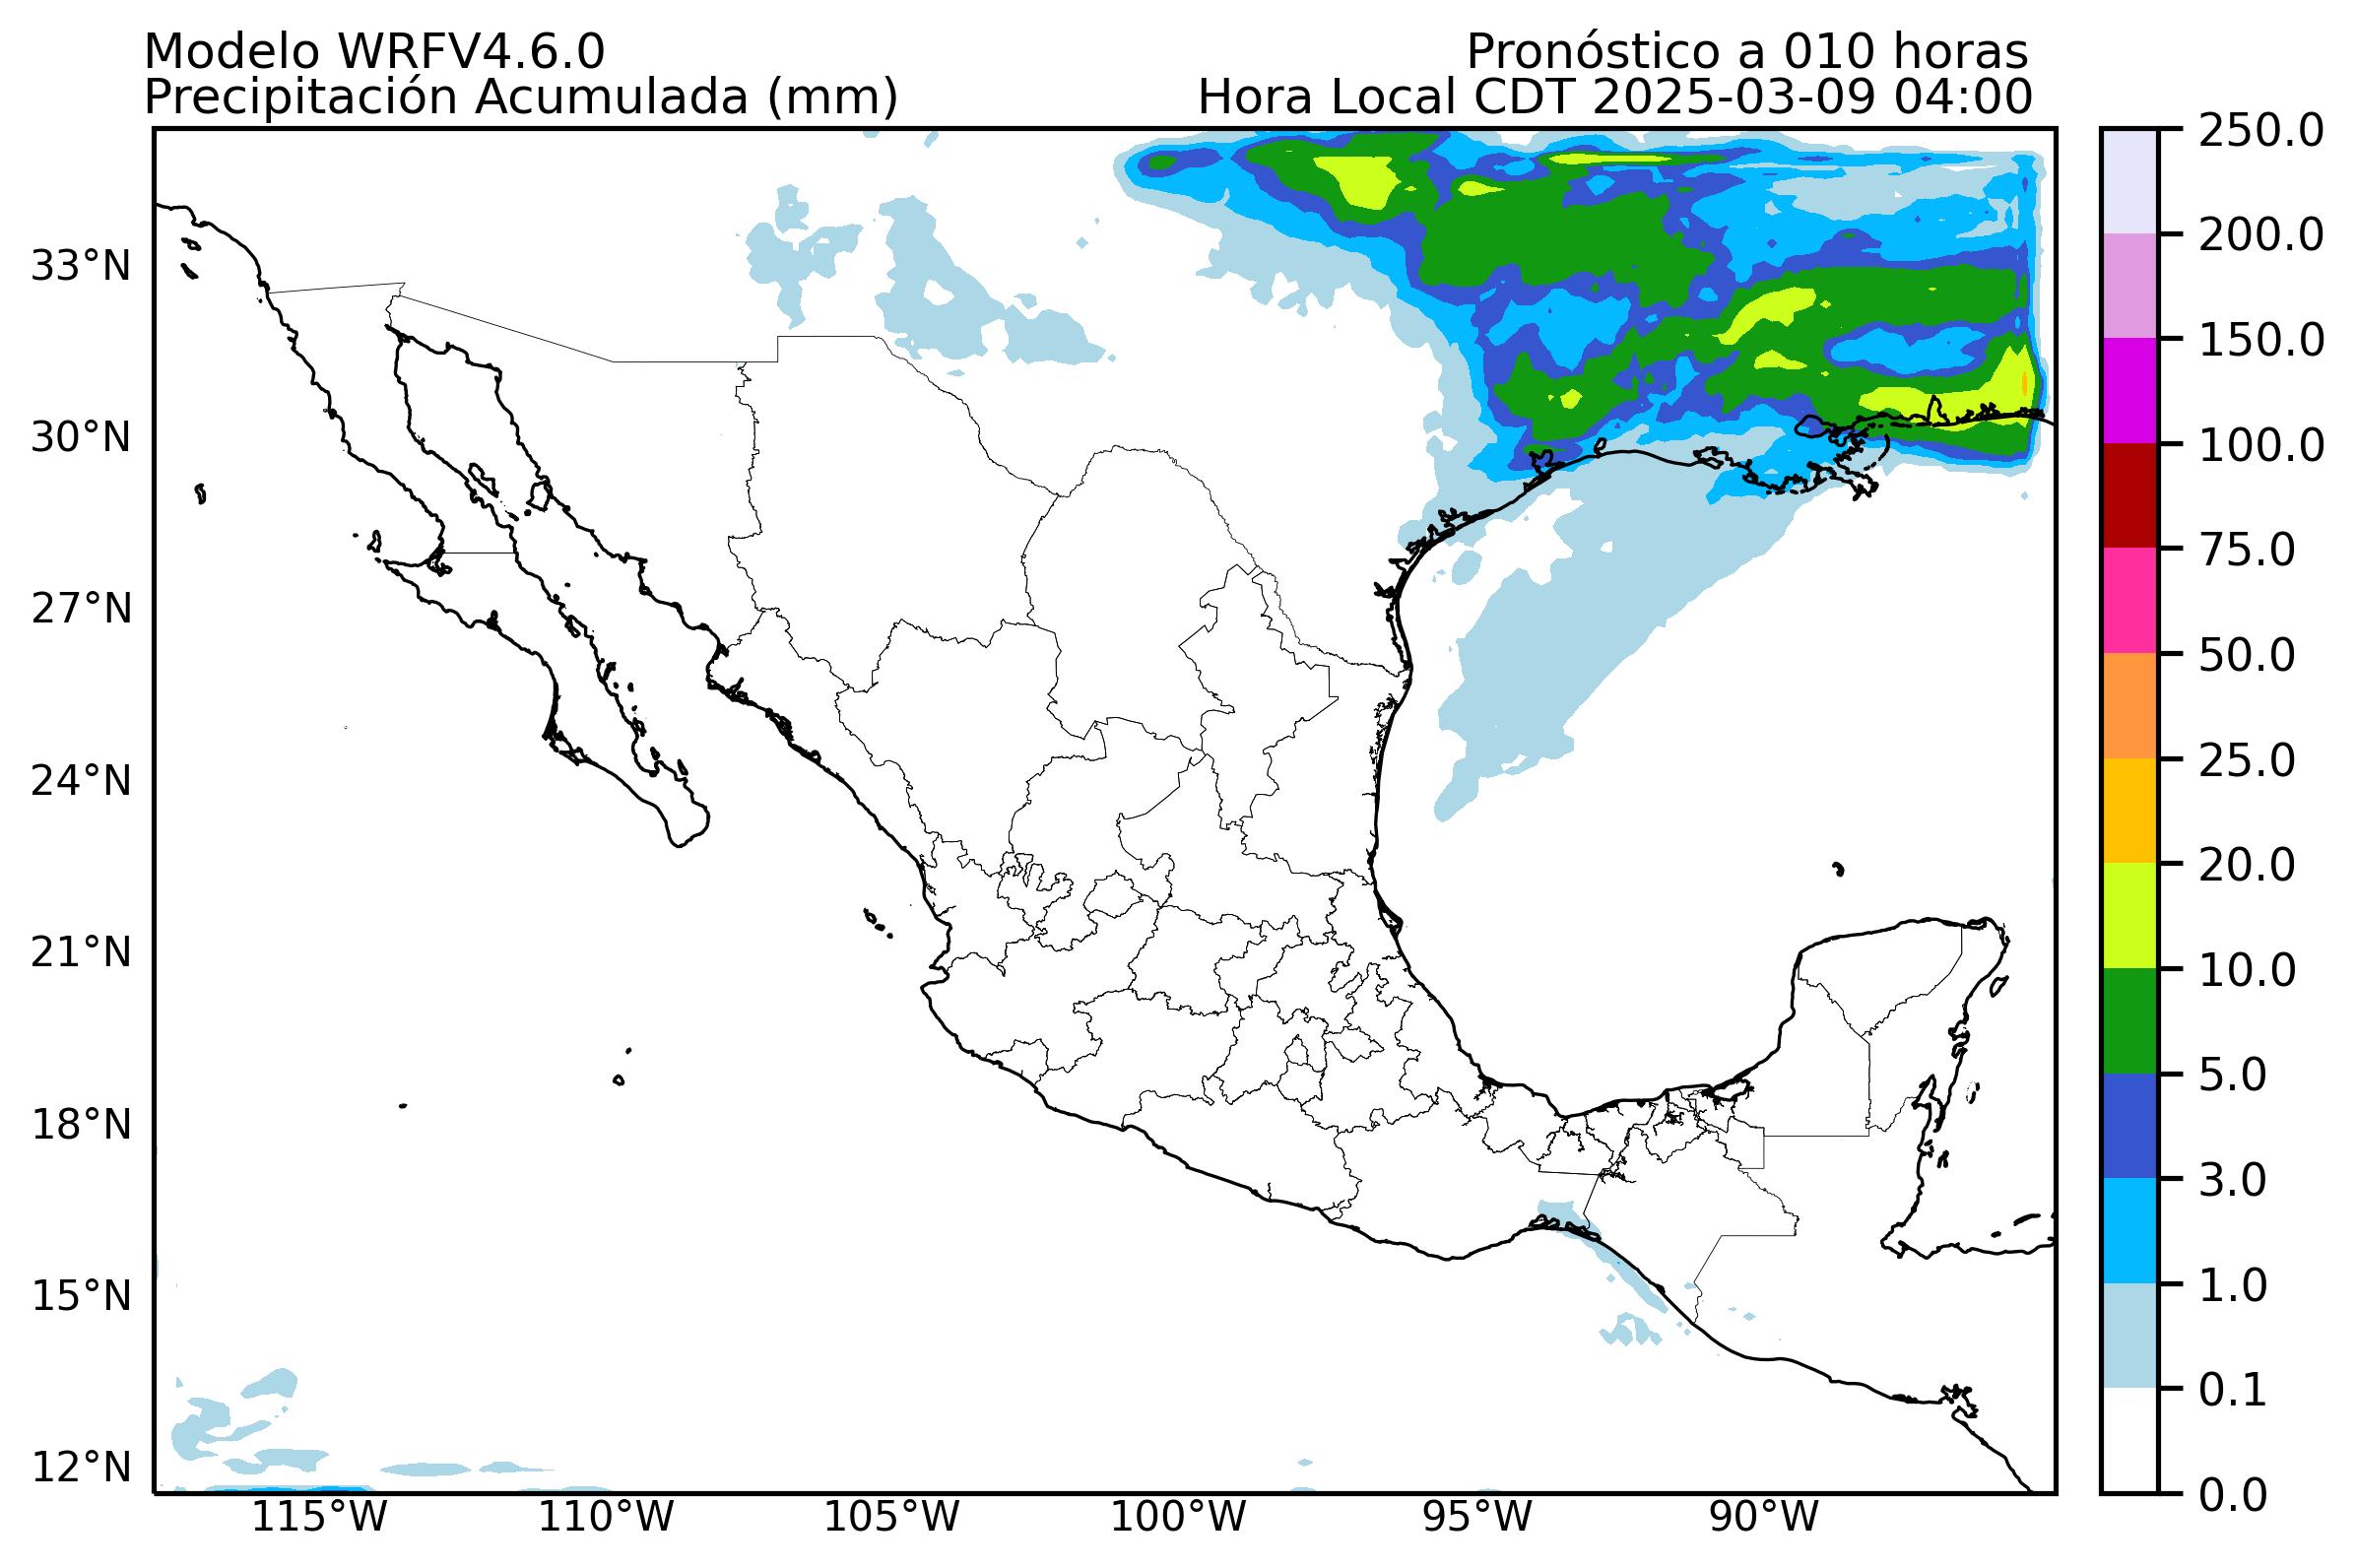 Modelo WRFV4.6.0
Pronóstico a 010 horas
Precipitación Acumulada (mm)
Hora Local CDT 2025-03-09 04:00
33°N
30°N
27°N
24°N
21°N
18°N
15°N
12°N
115°W
110°W
105°W
100°W
95°W
90°W
250.0
200.0
150.0
100.0
75.0
50.0
25.0
20.0
10.0
5.0
3.0
1.0
0.1
0.0